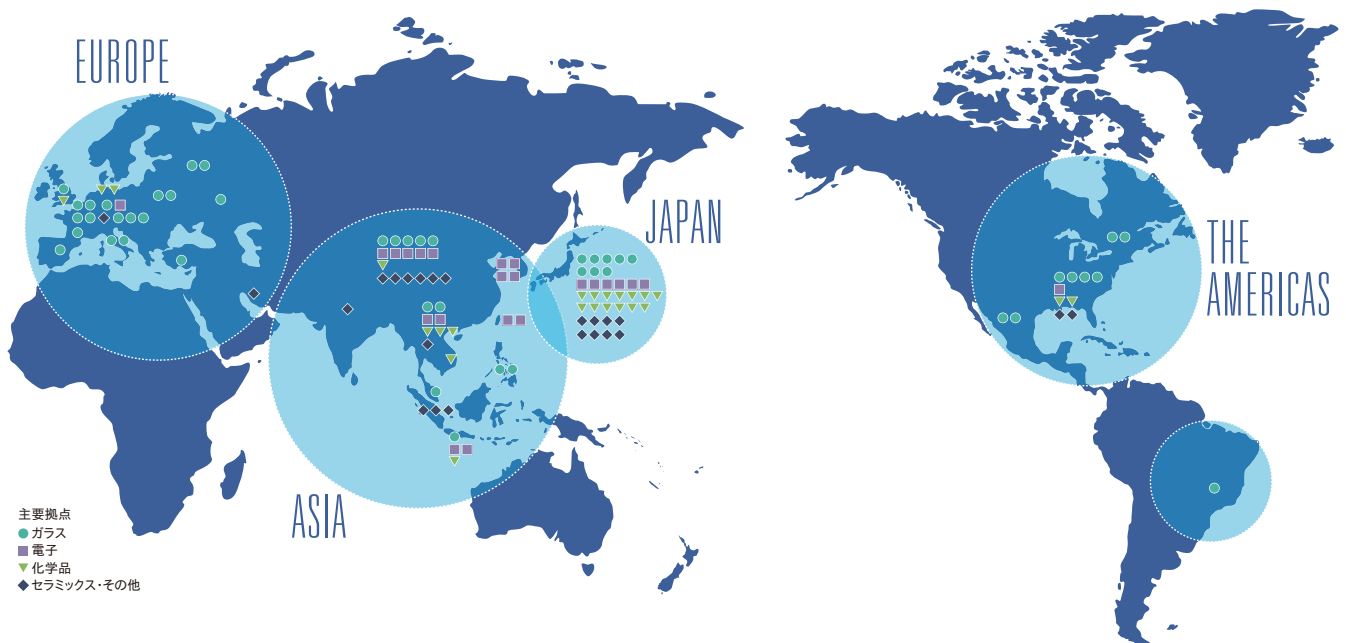 EUROPE
JAPAN
THE
AMERICAS
ASIA
主要拠点
ガラス
電子
化学品
セラミックス・その他